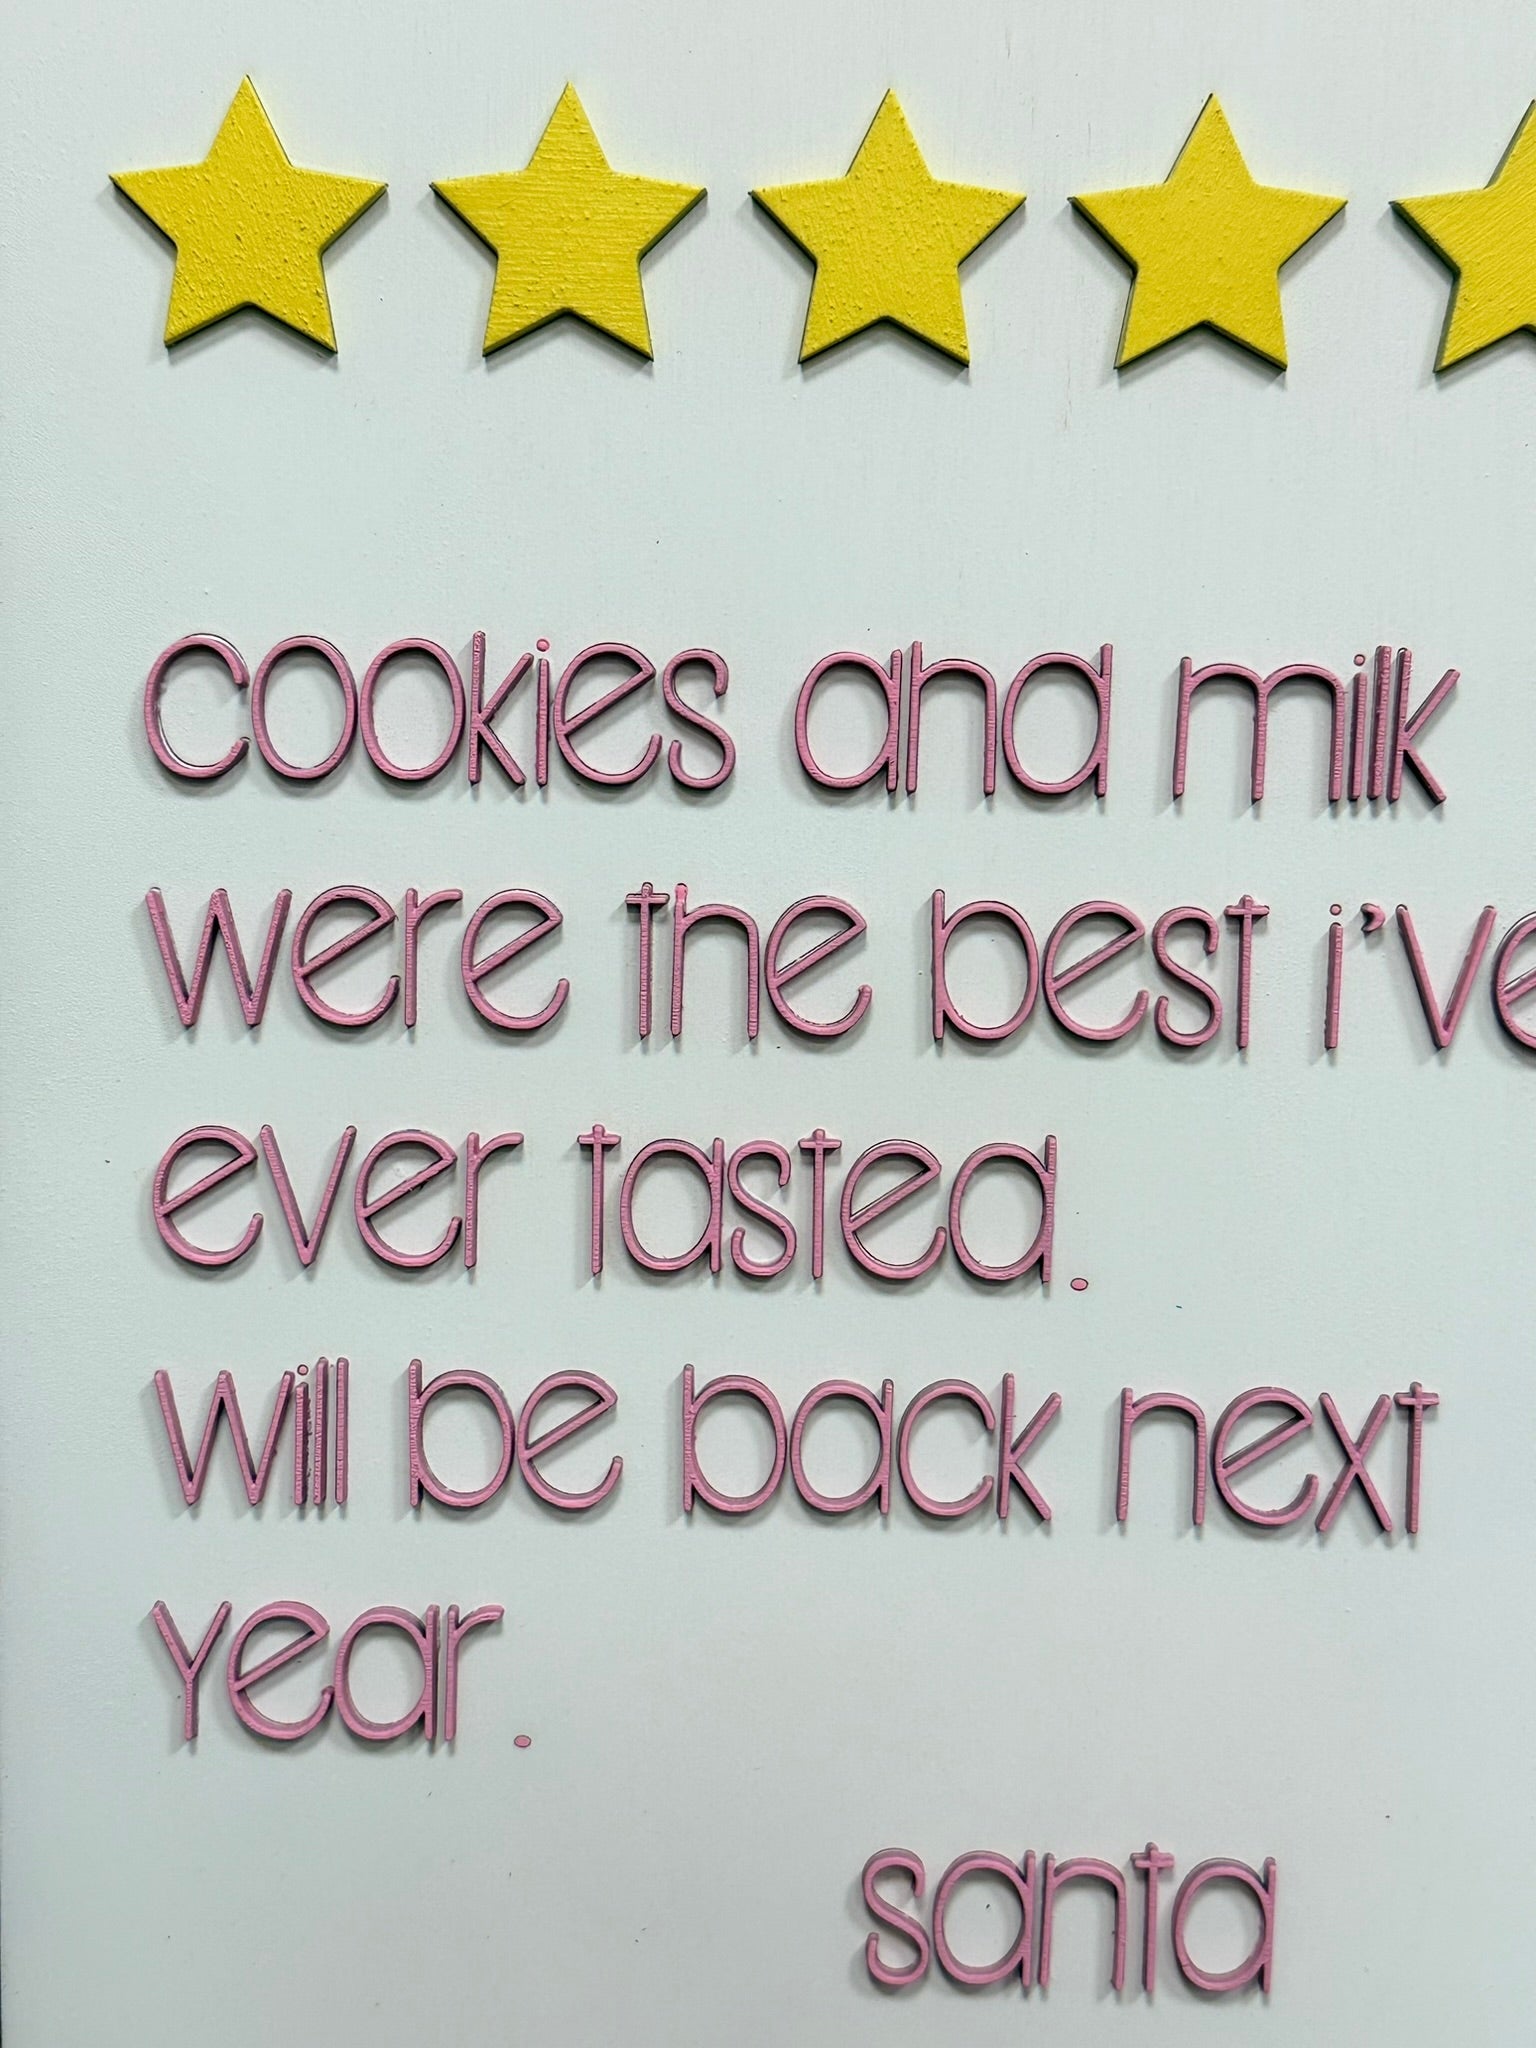 cookies and milk
were the best i've
ever tasted.
will be back next
year.
santa